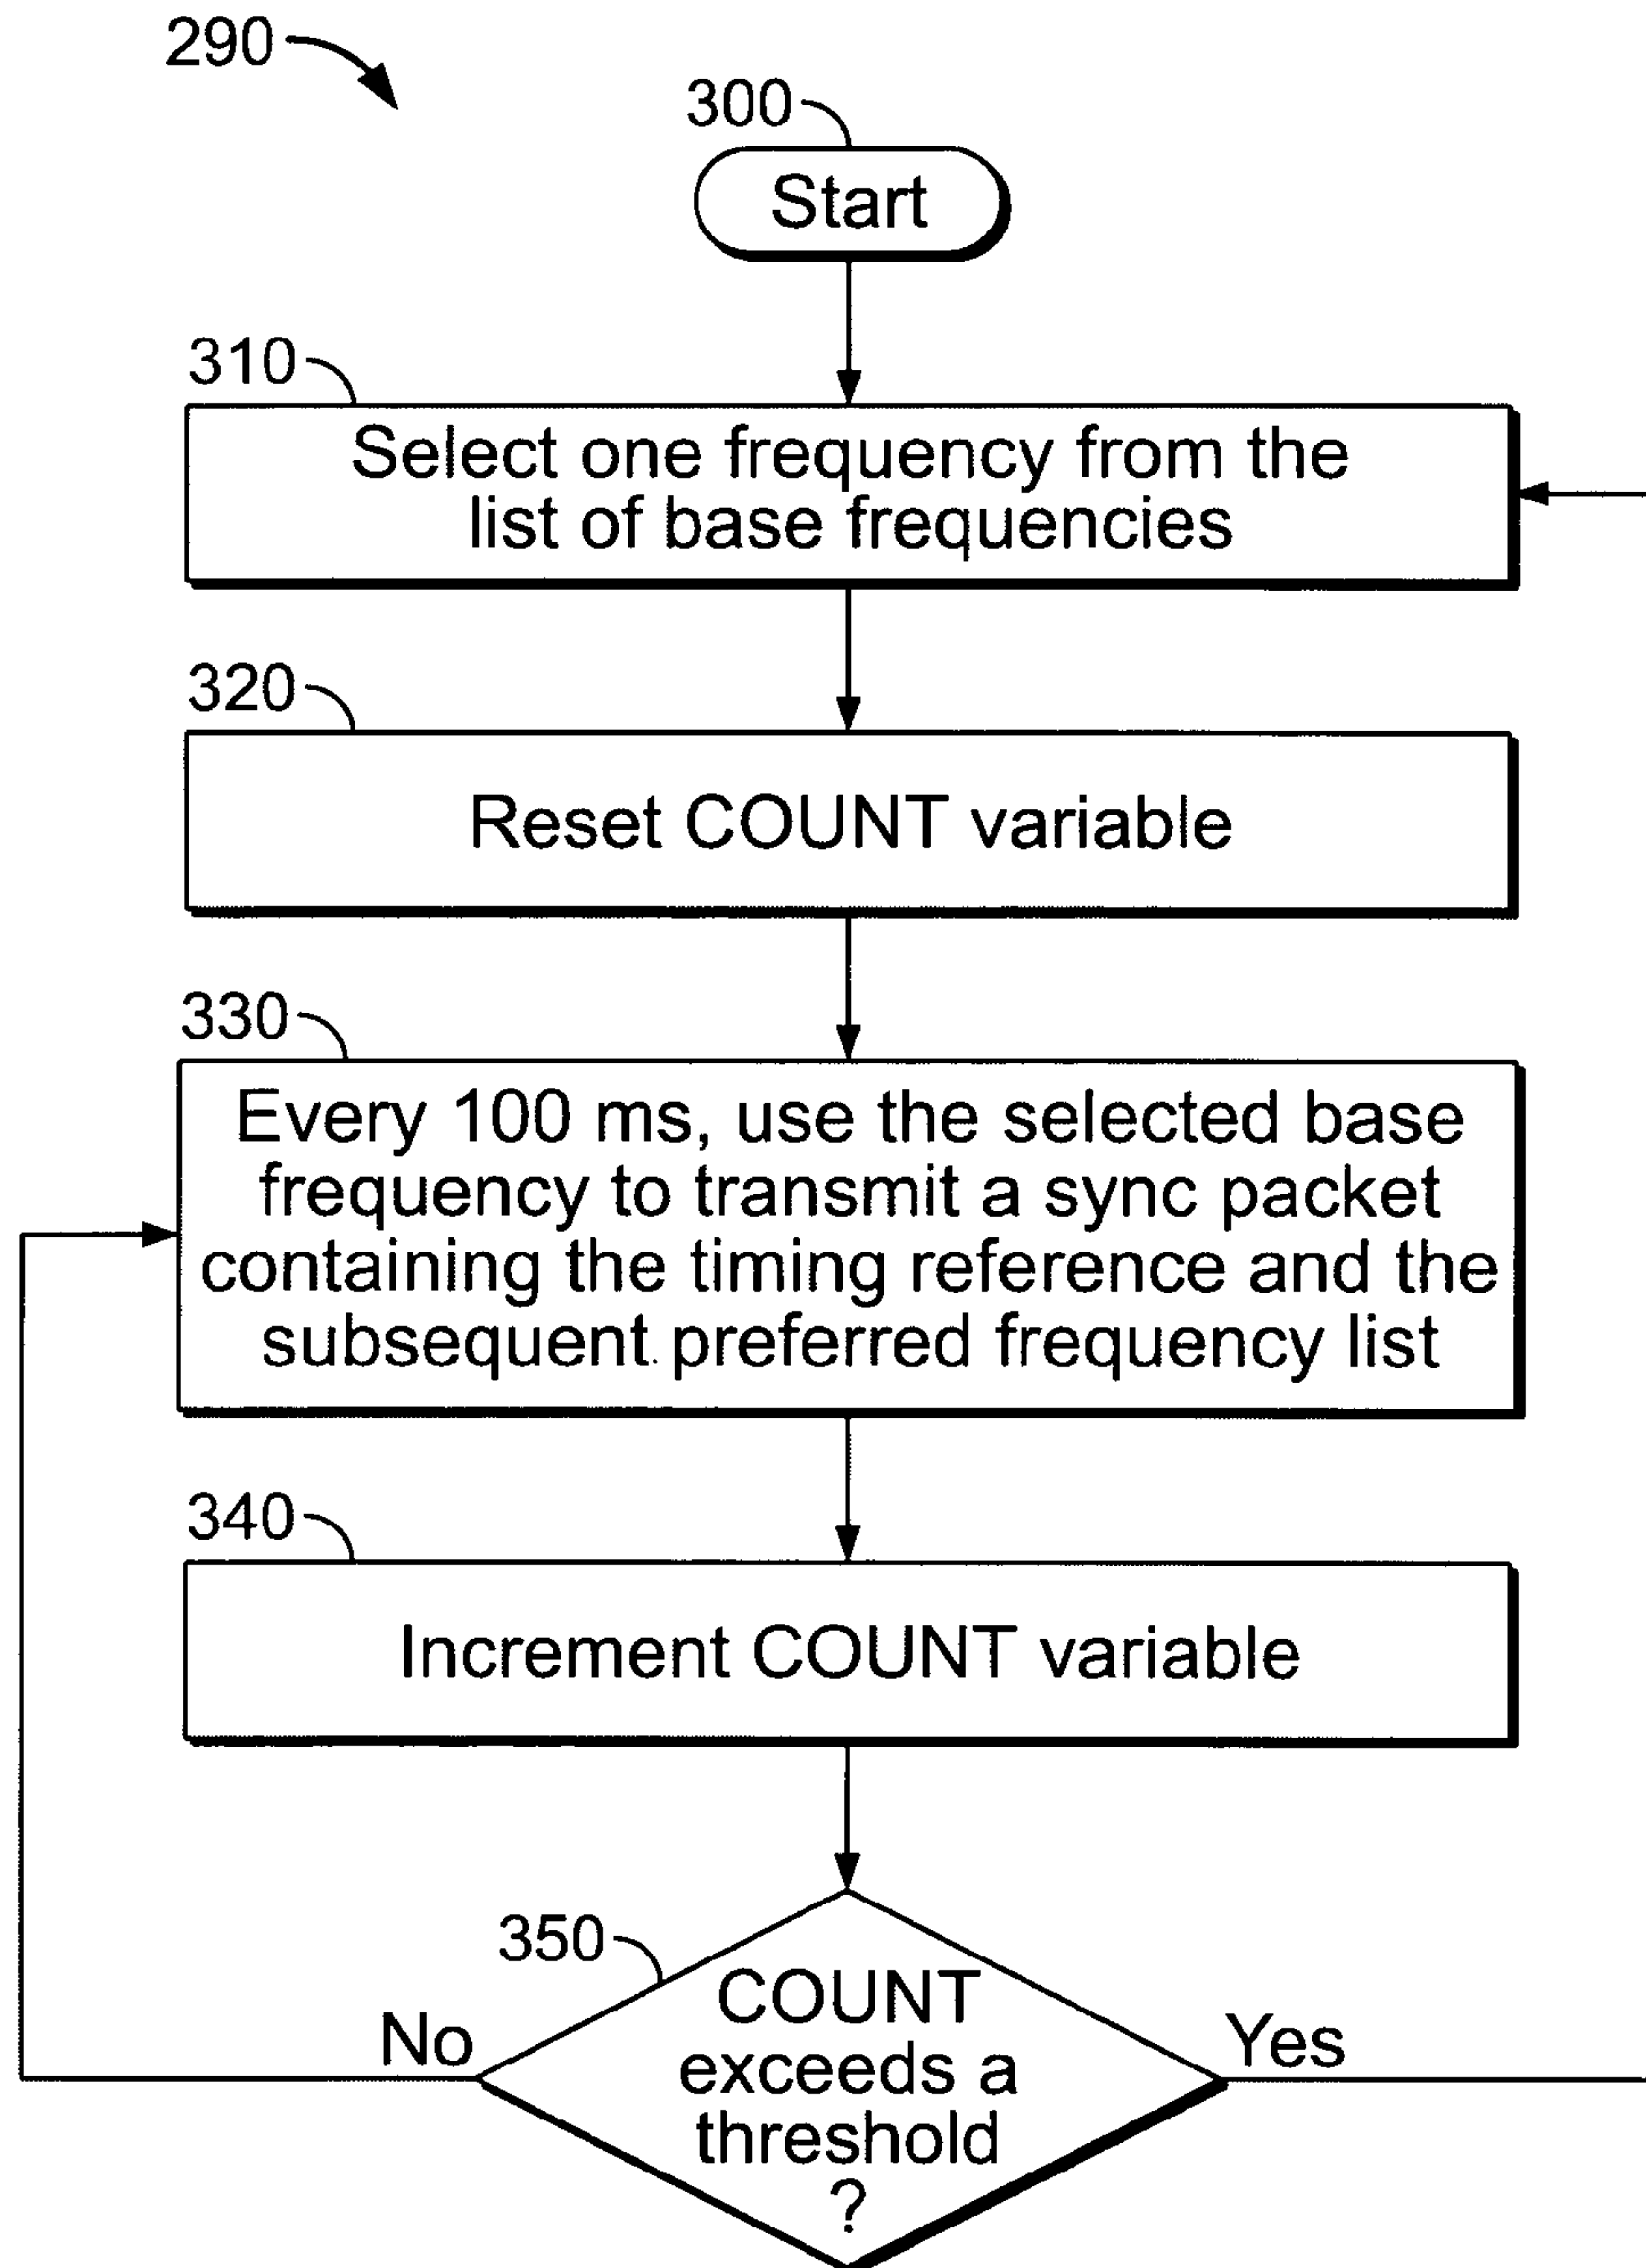 290
300
Start
310
Select one frequency from the
list of base frequencies
320
Reset COUNT variable
330
Every 100 ms, use the selected base
frequency to transmit a sync packet
containing the timing reference and the
subsequent preferred frequency list
340
Increment COUNT variable
350
COUNT
exceeds a
threshold
?
No
Yes